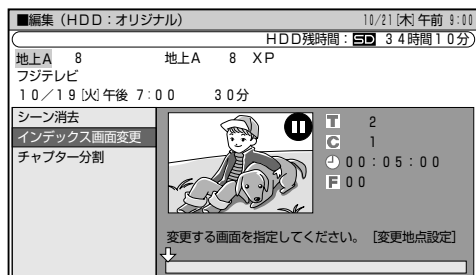 ■編集（HDD：オリジナル） 10/21[木]午前 9:00
HDD残時間：SD 34時間10分
地上A 8 地上A 8 XP
フジテレビ
10/19[火]午後 7:00 30分
シーン消去
インデックス画面変更
チャプター分割
T 2
C 1
00:05:00
F 00
変更する画面を指定してください。［変更地点設定］